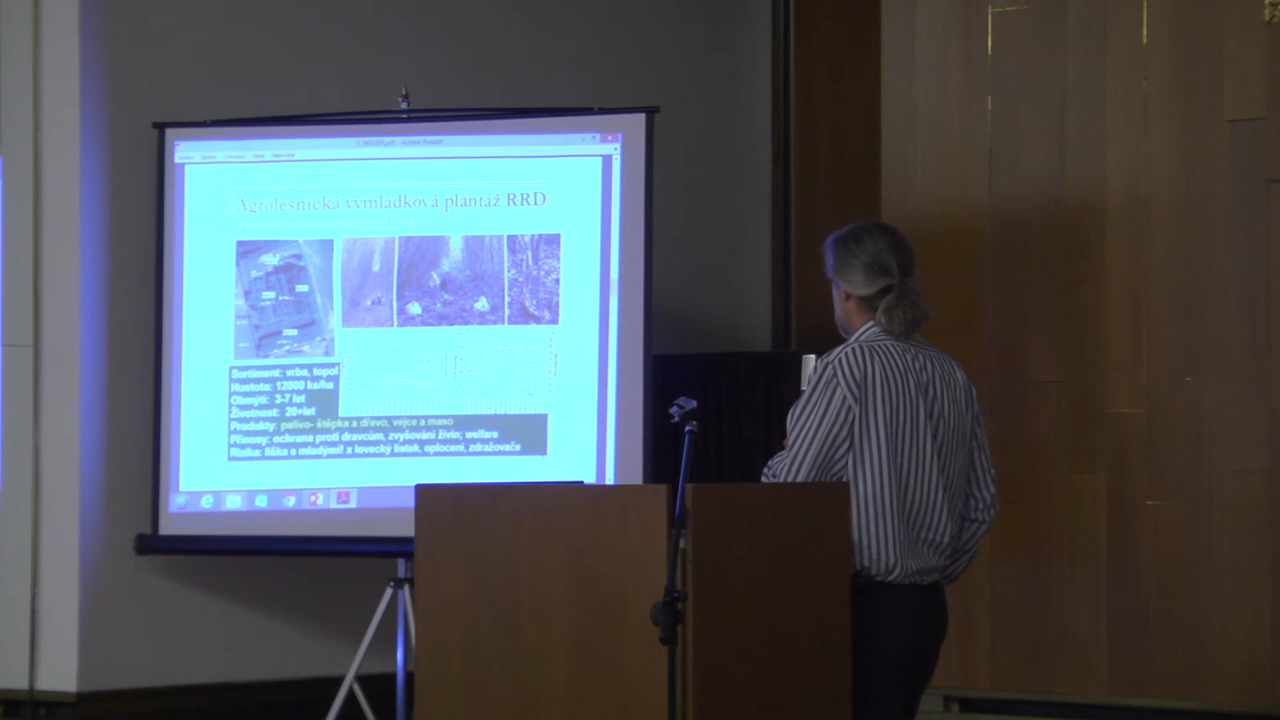 Agrolesnická výmladková plantáž RRD
Sortiment: vrba, topol
Hustota: 12000 ks/ha
Obmýtí: 3-7 let
Životnost: 20+let
Produkty: palivo- štěpka a dřevo, vejce a maso
Přínosy: ochrana proti dravcům, zvyšování živin; welfare
Rizika: liška s mladými! x lovecký lístek, oplocení, zdražovače